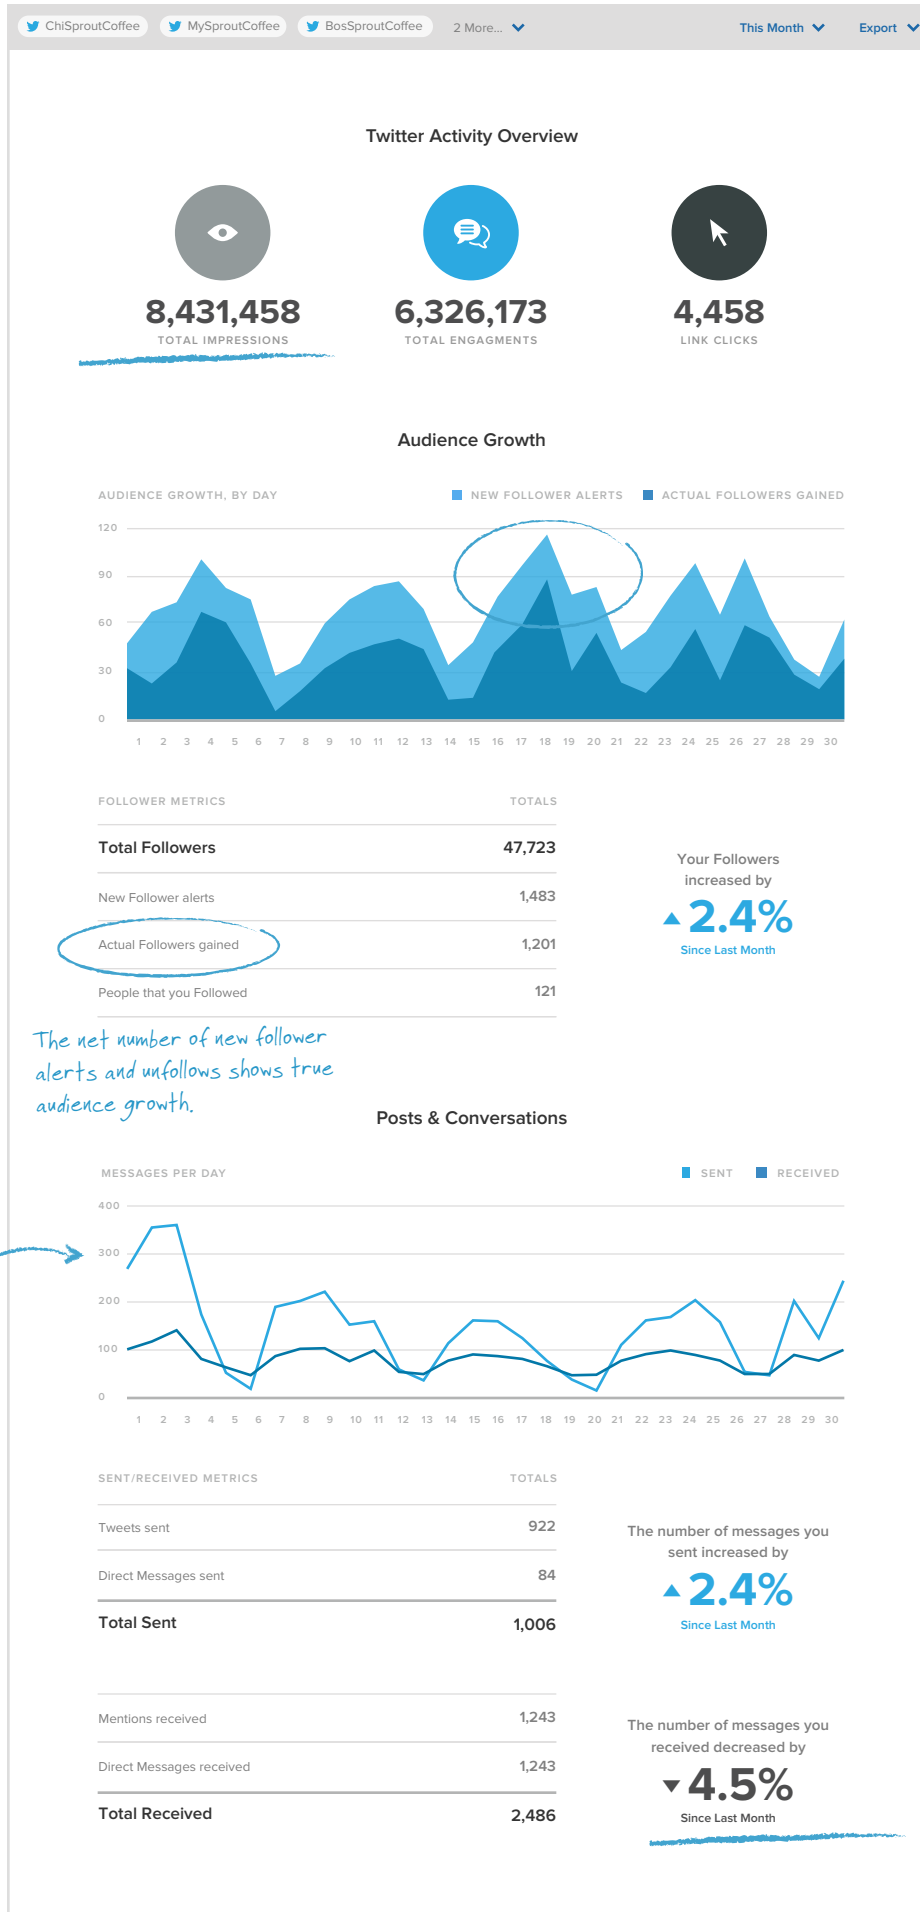 ChiSproutCoffee MySproutCoffee BosSproutCoffee 2 More... This Month Export
Twitter Activity Overview
8,431,458 6,326,173 4,458
TOTAL IMPRESSIONS TOTAL ENGAGMENTS LINK CLICKS
Audience Growth
AUDIENCE GROWTH, BY DAY NEW FOLLOWER ALERTS ACTUAL FOLLOWERS GAINED
120
90
60
30
0
1 2 3 4 5 6 7 8 9 10 11 12 13 14 15 16 17 18 19 20 21 22 23 24 25 26 27 28 29 30
FOLLOWER METRICS TOTALS
Total Followers 47,723
New Follower alerts 1,483
Actual Followers gained 1,201
People that you Followed 121
Your Followers
increased by
2.4%
Since Last Month
The net number of new follower
alerts and unfollows shows true
audience growth.
Posts & Conversations
MESSAGES PER DAY SENT RECEIVED
400
300
200
100
0
1 2 3 4 5 6 7 8 9 10 11 12 13 14 15 16 17 18 19 20 21 22 23 24 25 26 27 28 29 30
SENT/RECEIVED METRICS TOTALS
Tweets sent 922
Direct Messages sent 84
Total Sent 1,006
The number of messages you
sent increased by
2.4%
Since Last Month
Mentions received 1,243
Direct Messages received 1,243
Total Received 2,486
The number of messages you
received decreased by
4.5%
Since Last Month